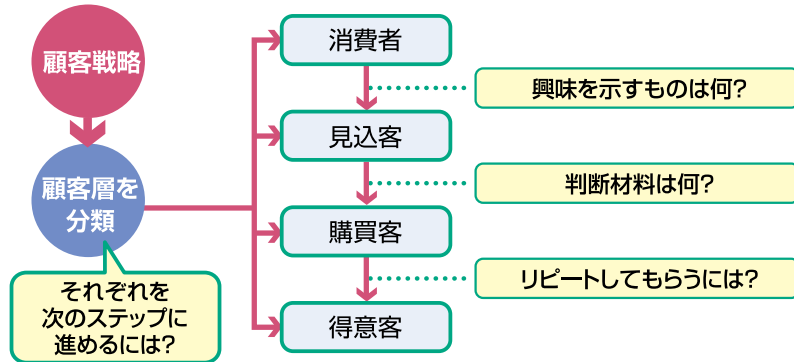 顧客戦略
顧客層を
分類
それぞれを
次のステップに
進めるには?
消費者
興味を示すものは何?
見込客
判断材料は何?
購買客
リピートしてもらうには?
得意客